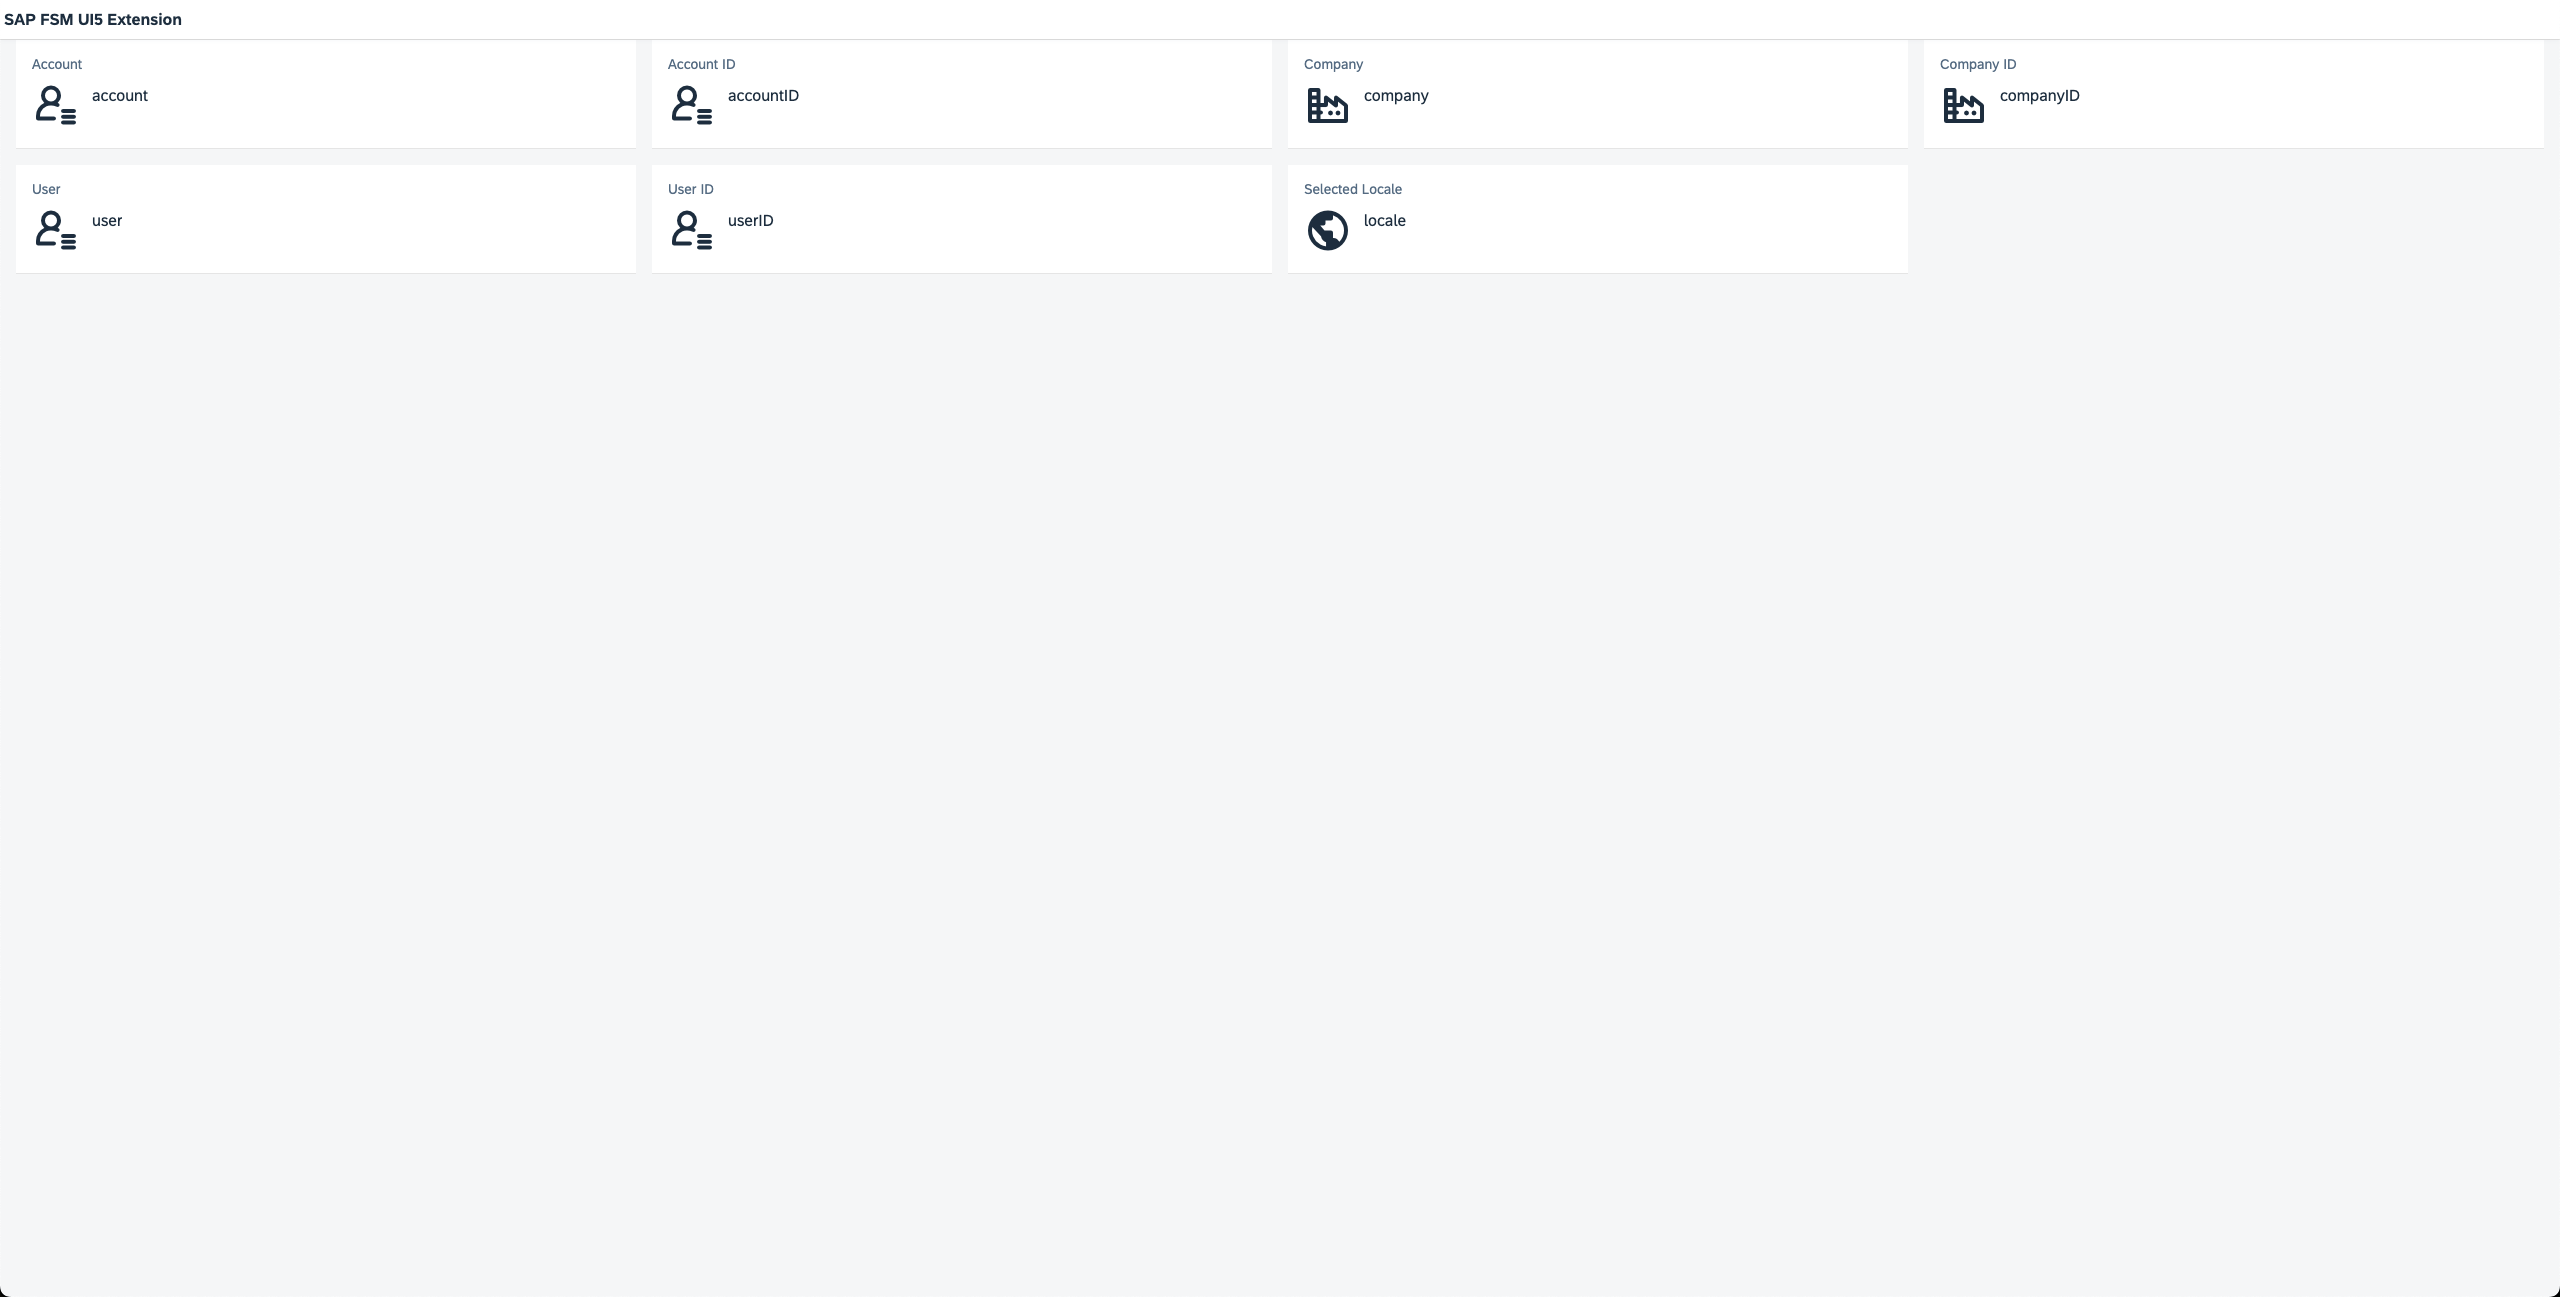 SAP FSM UI5 Extension
Account
account
Account ID
accountID
Company
company
Company ID
companyID
User
user
User ID
userID
Selected Locale
locale